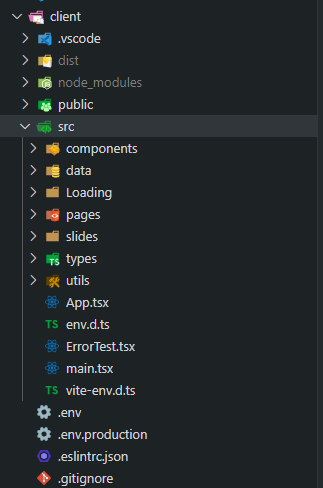 client
.vscode
dist
node_modules
public
src
components
data
Loading
pages
slides
types
utils
App.tsx
TS env.d.ts
ErrorTest.tsx
main.tsx
TS vite-env.d.ts
.env
.env.production
.eslintrc.json
.gitignore